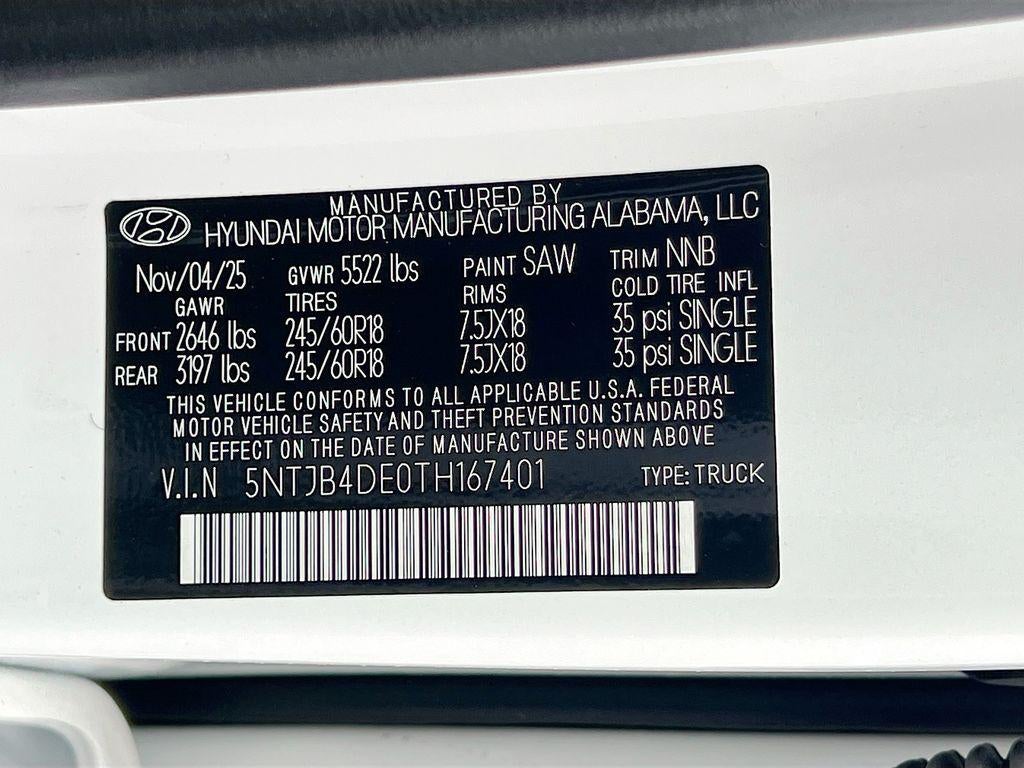 MANUFACTURED BY
HYUNDAI MOTOR MANUFACTURING ALABAMA, LLC
Nov/04/25 GVWR 5522 lbs PAINT SAW TRIM NNB
GAWR TIRES RIMS COLD TIRE INFL
FRONT 2646 lbs 245/60R18 7.5JX18 35 psi SINGLE
REAR 3197 lbs 245/60R18 7.5JX18 35 psi SINGLE
THIS VEHICLE CONFORMS TO ALL APPLICABLE U.S.A. FEDERAL
MOTOR VEHICLE SAFETY AND THEFT PREVENTION STANDARDS
IN EFFECT ON THE DATE OF MANUFACTURE SHOWN ABOVE
V.I.N 5NTJB4DE0TH167401 TYPE: TRUCK